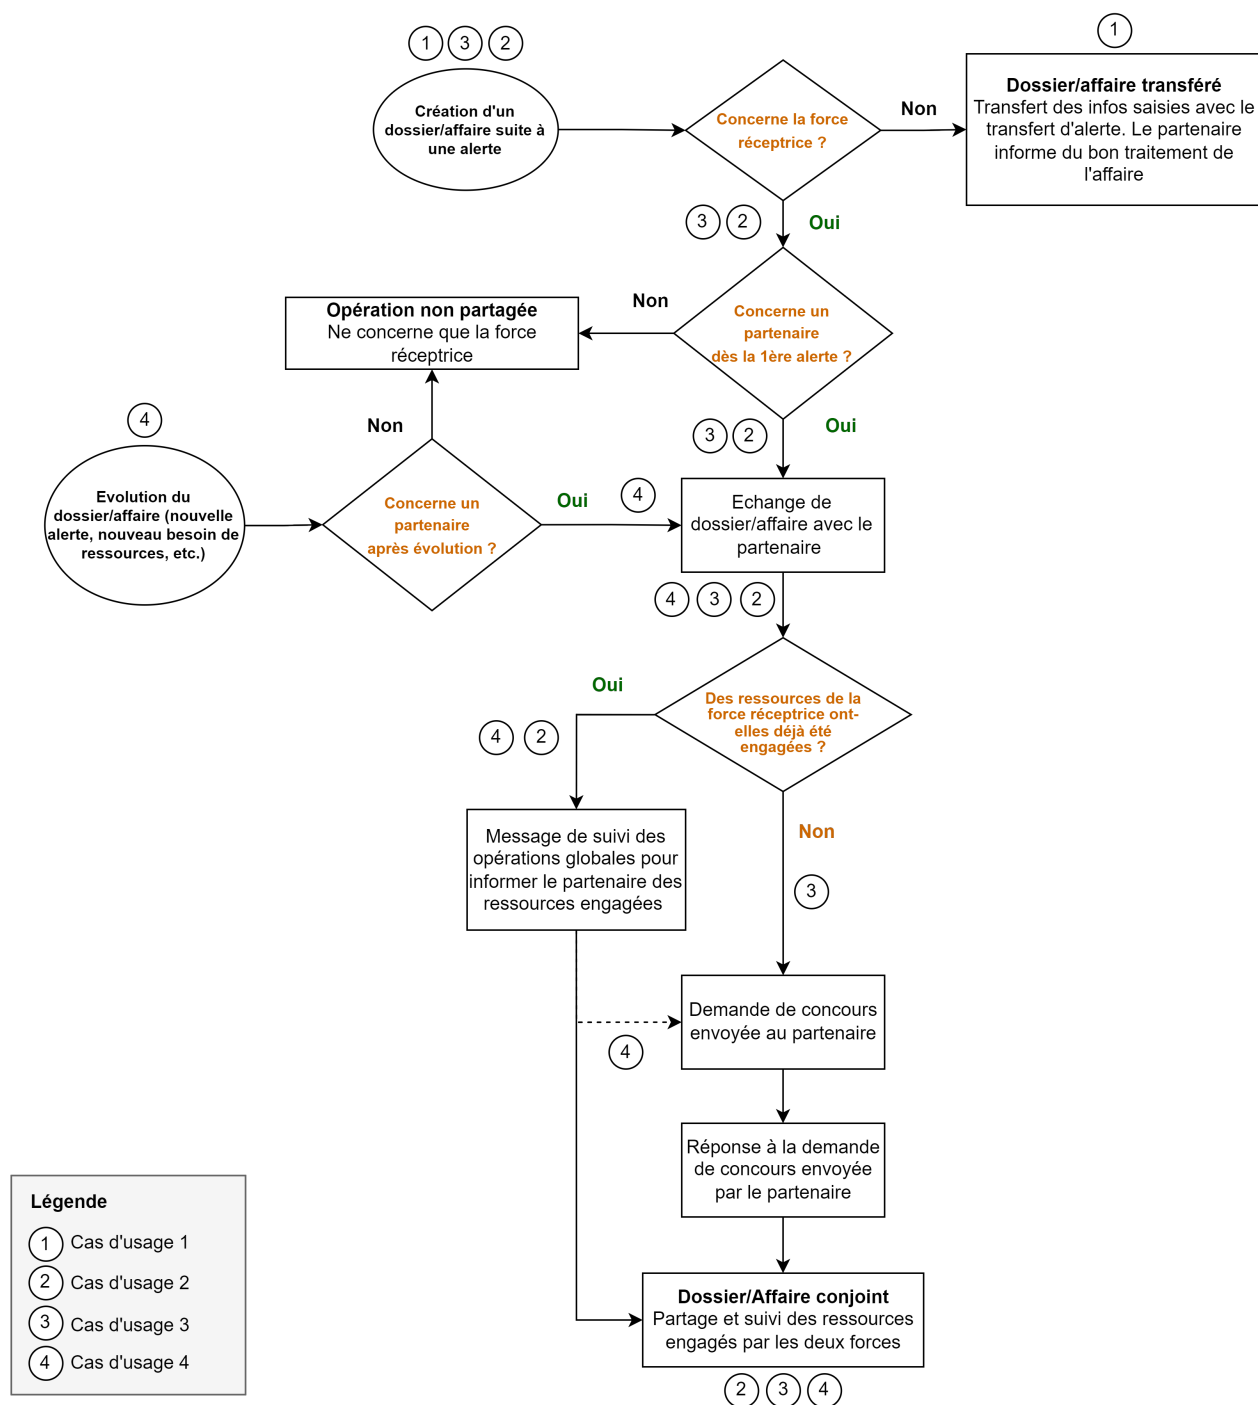 1 3 2
1
Création d'un
dossier/affaire suite à
une alerte
Concerne la force
réceptrice ?
Non
Dossier/affaire transféré
Transfert des infos saisies avec le
transfert d'alerte. Le partenaire
informe du bon traitement de
l'affaire
3 2
Oui
Opération non partagée
Ne concerne que la force
réceptrice
Non
Concerne un
partenaire
dès la 1ère alerte ?
4
Non
3 2
Oui
Evolution du
dossier/affaire (nouvelle
alerte, nouveau besoin de
ressources, etc.)
Concerne un
partenaire
après évolution ?
Oui
4
Echange de
dossier/affaire avec le
partenaire
4 3 2
Oui
Des ressources de la
force réceptrice ont-
elles déjà été
engagées ?
4 2
Message de suivi des
opérations globales pour
informer le partenaire des
ressources engagées
Non
3
Demande de concours
envoyée au partenaire
4
Réponse à la demande
de concours envoyée
par le partenaire
Dossier/Affaire conjoint
Partage et suivi des ressources
engagés par les deux forces
2 3 4
Légende
1 Cas d'usage 1
2 Cas d'usage 2
3 Cas d'usage 3
4 Cas d'usage 4